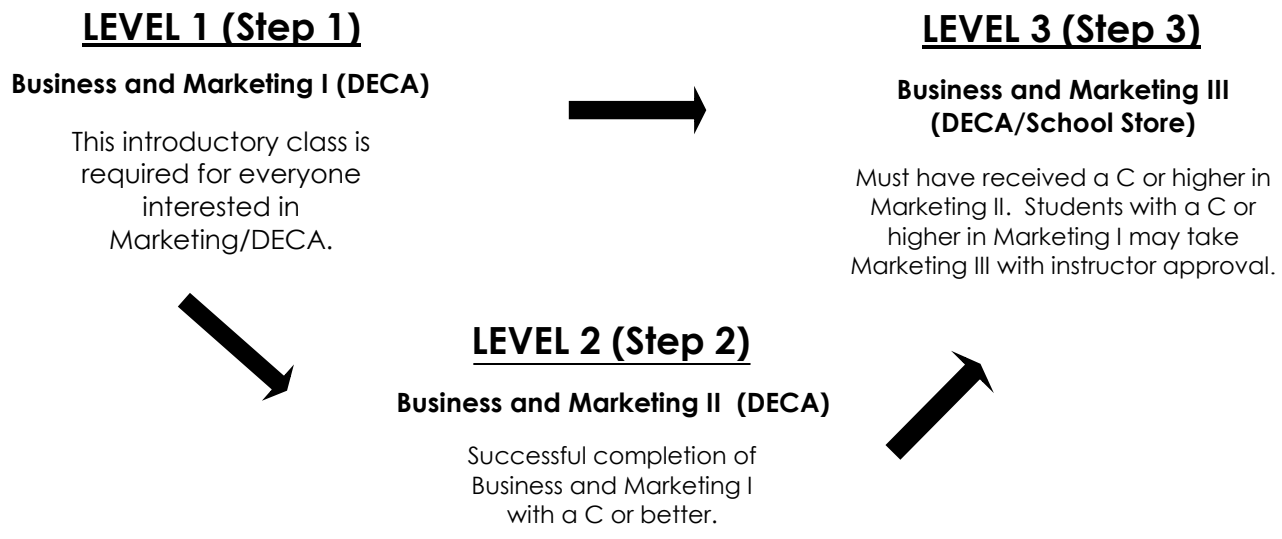 LEVEL 1 (Step 1)
Business and Marketing I (DECA)
This introductory class is
required for everyone
interested in
Marketing/DECA.
LEVEL 2 (Step 2)
Business and Marketing II (DECA)
Successful completion of
Business and Marketing I
with a C or better.
LEVEL 3 (Step 3)
Business and Marketing III
(DECA/School Store)
Must have received a C or higher in
Marketing II. Students with a C or
higher in Marketing I may take
Marketing III with instructor approval.